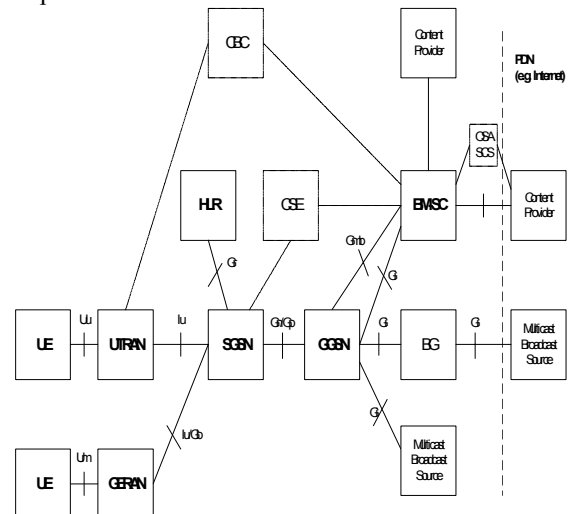 CBC
Content
Provider
PDN
(e.g. Internet)
OSA
SCS
HLR
OSE
BM-SC
Content
Provider
Gmb
Gr
Gi
Uu
Iu
Gn/Gp
Gi
Gi
UE
UTRAN
SGSN
GGSN
BG
Multicast
Broadcast
Source
Iu/Gb
Gi
Um
UE
GERAN
Multicast
Broadcast
Source